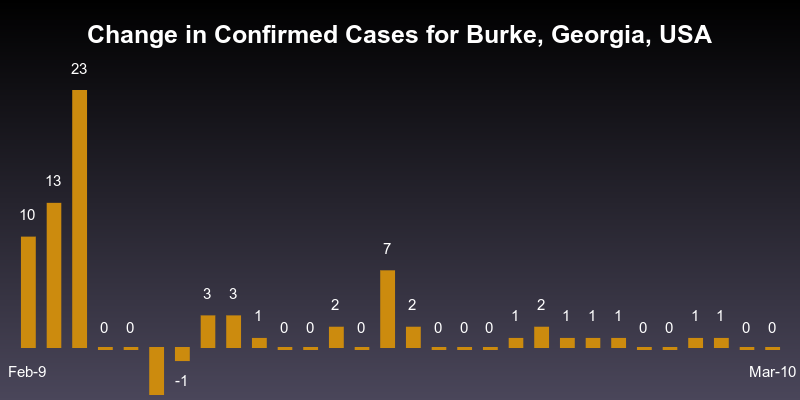 Change in Confirmed Cases for Burke, Georgia, USA
10 13 23 0 0 -1 3 3 1 0 0 2 0 7 2 0 0 0 1 2 1 1 1 0 0 1 1 0 0
Feb-9 Mar-10